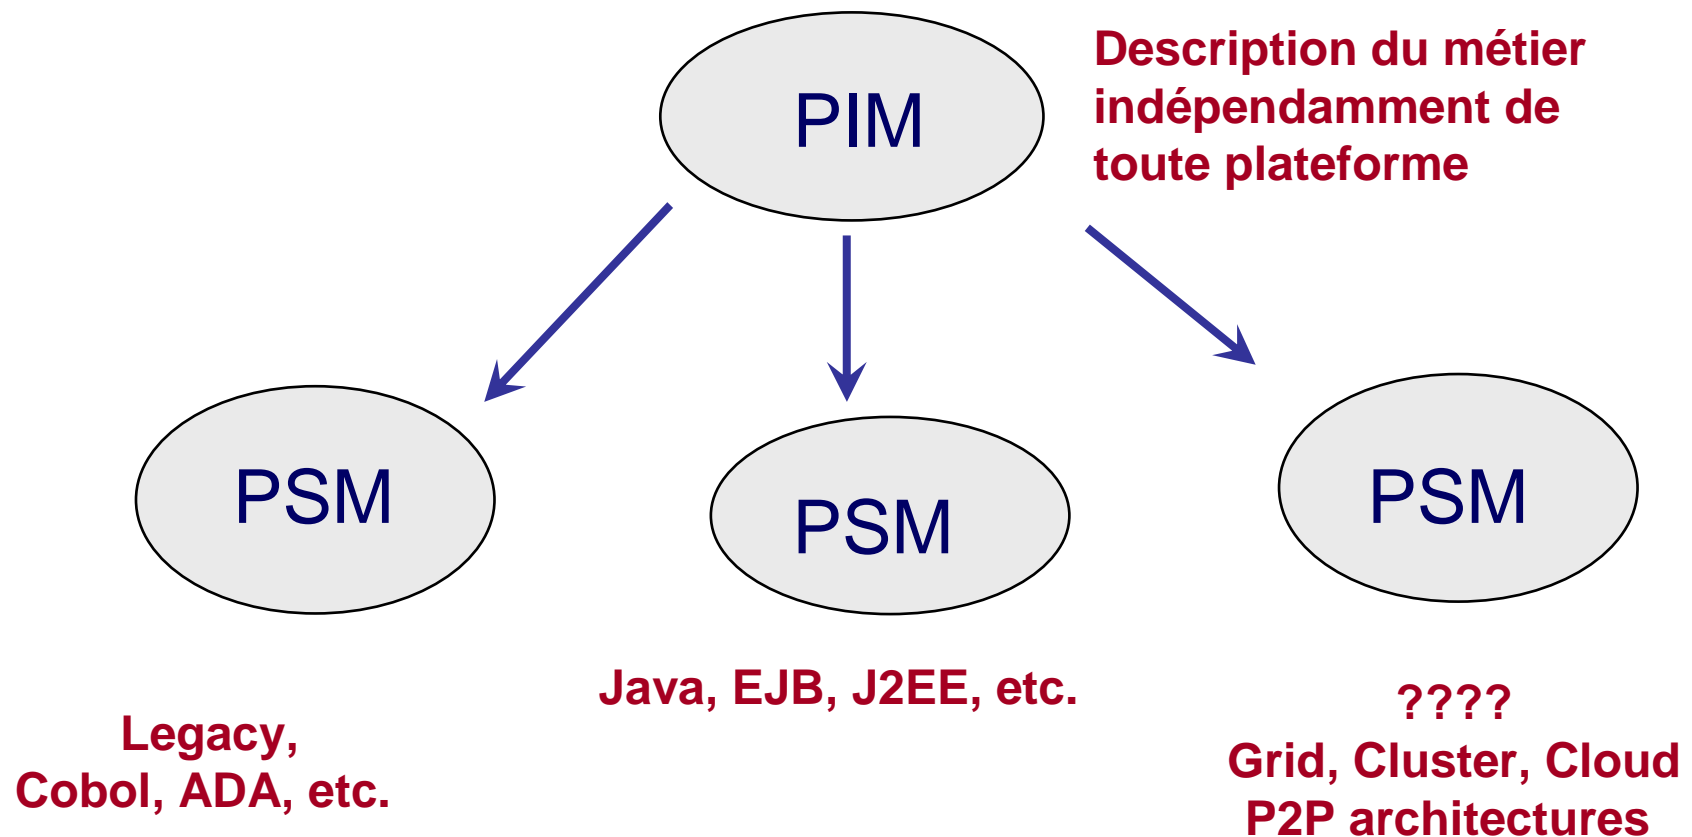 PIM
Description du métier
indépendamment de
toute plateforme
PSM
PSM
PSM
Legacy,
Cobol, ADA, etc.
Java, EJB, J2EE, etc.
????
Grid, Cluster, Cloud
P2P architectures